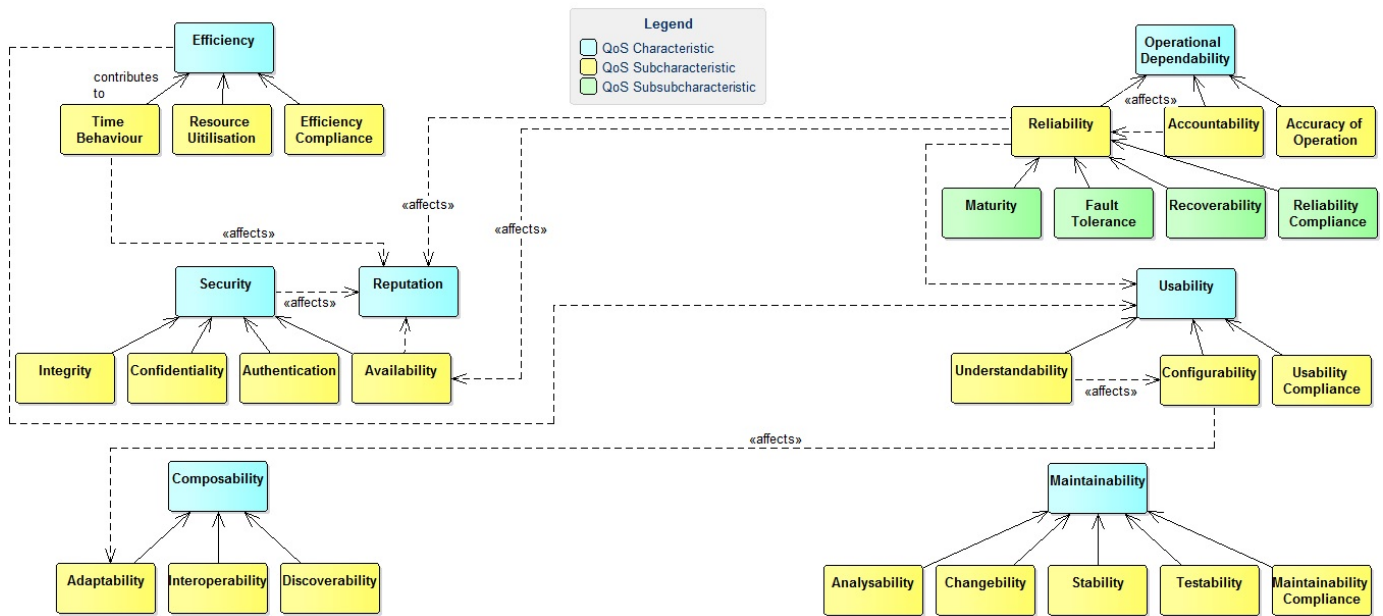 Legend
QoS Characteristic
QoS Subcharacteristic
QoS Subsubcharacteristic
Efficiency
contributes
to
Time
Behaviour
Resource
Uitilisation
Efficiency
Compliance
Operational
Dependability
«affects»
Reliability
Accountability
Accuracy of
Operation
Maturity
Fault
Tolerance
Recoverability
Reliability
Compliance
«affects»
«affects»
«affects»
Security
«affects»
Reputation
Integrity
Confidentiality
Authentication
Availability
Usability
Understandability
«affects»
Configurability
Usability
Compliance
«affects»
Composability
Adaptability
Interoperability
Discoverability
Maintainability
Analysability
Changebility
Stability
Testability
Maintainability
Compliance